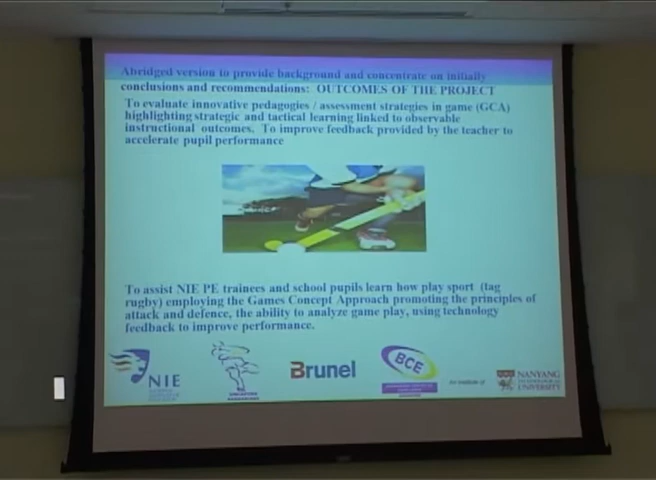 Abridged version to provide background and concentrate on initially
conclusions and recommendations: OUTCOMES OF THE PROJECT
To evaluate innovative pedagogies / assessment strategies in game (GCA)
highlighting strategic and tactical learning linked to observable
instructional outcomes. To improve feedback provided by the teacher to
accelerate pupil performance
To assist NIE PE trainees and school pupils learn how play sport (tag
rugby) employing the Games Concept Approach promoting the principles of
attack and defence, the ability to analyze game play, using technology
feedback to improve performance.
NIE
Brunel
BCE
An Institute of
NANYANG
TECHNOLOGICAL
UNIVERSITY